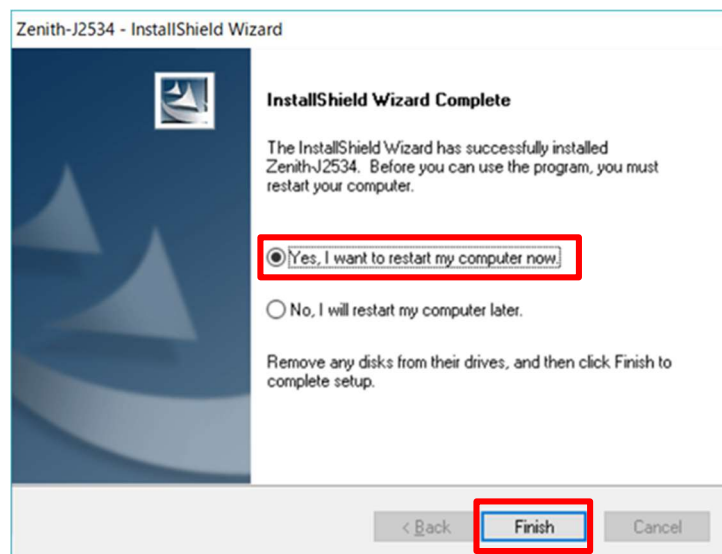 Zenith-J2534 - InstallShield Wizard
InstallShield Wizard Complete
The InstallShield Wizard has successfully installed
Zenith-J2534. Before you can use the program, you must
restart your computer.
Yes, I want to restart my computer now.
No, I will restart my computer later.
Remove any disks from their drives, and then click Finish to
complete setup.
< Back Finish Cancel